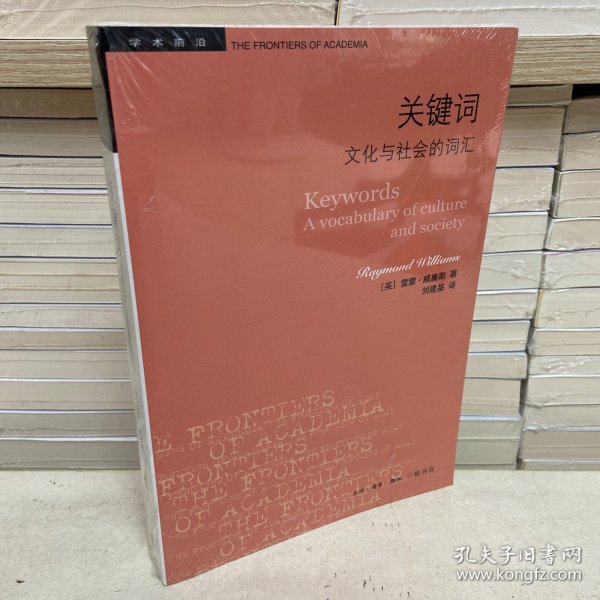 学术前沿 THE FRONTIERS OF ACADEMIA
关键词
文化与社会的词汇
Keywords
A vocabulary of culture
and society
Raymond Williams
[英] 雷蒙·威廉斯 著
刘建基 译
THE FRONTIERS
OF ACADEMIA
THE FRONTIERS
OF ACADEMIA
THE FRONTIERS
OF ACADEMIA
生活·读书·新知 三联书店
孔夫子旧书网
www.kongfz.com